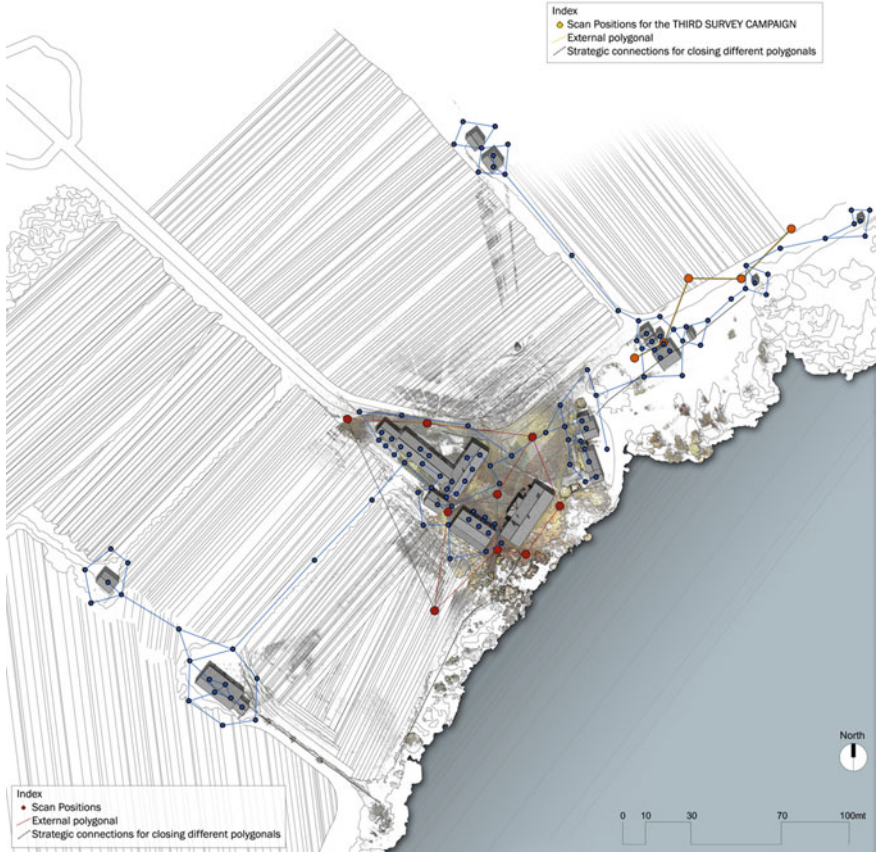 Index
Scan Positions for the THIRD SURVEY CAMPAIGN
External polygonal
Strategic connections for closing different polygonals
North
Index
Scan Positions
External polygonal
Strategic connections for closing different polygonals
0 10 30 70 100mt